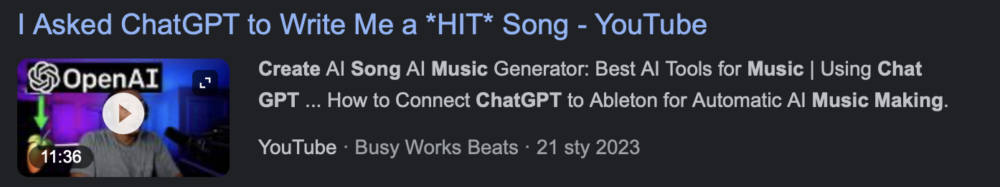 I Asked ChatGPT to Write Me a *HIT* Song - YouTube
OpenAI
11:36
Create AI Song AI Music Generator: Best AI Tools for Music | Using Chat
GPT ... How to Connect ChatGPT to Ableton for Automatic AI Music Making.
YouTube · Busy Works Beats · 21 sty 2023